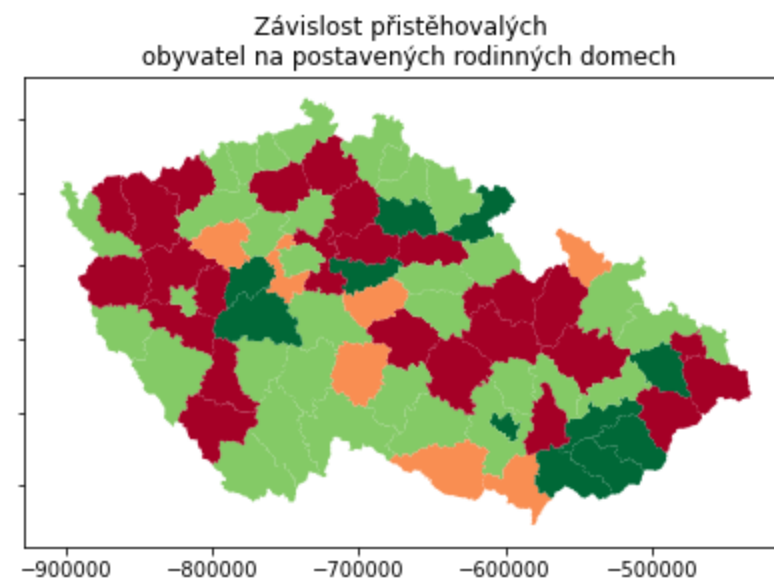 Závislost přistěhovalých
obyvatel na postavených rodinných domech
−900000 −800000 −700000 −600000 −500000